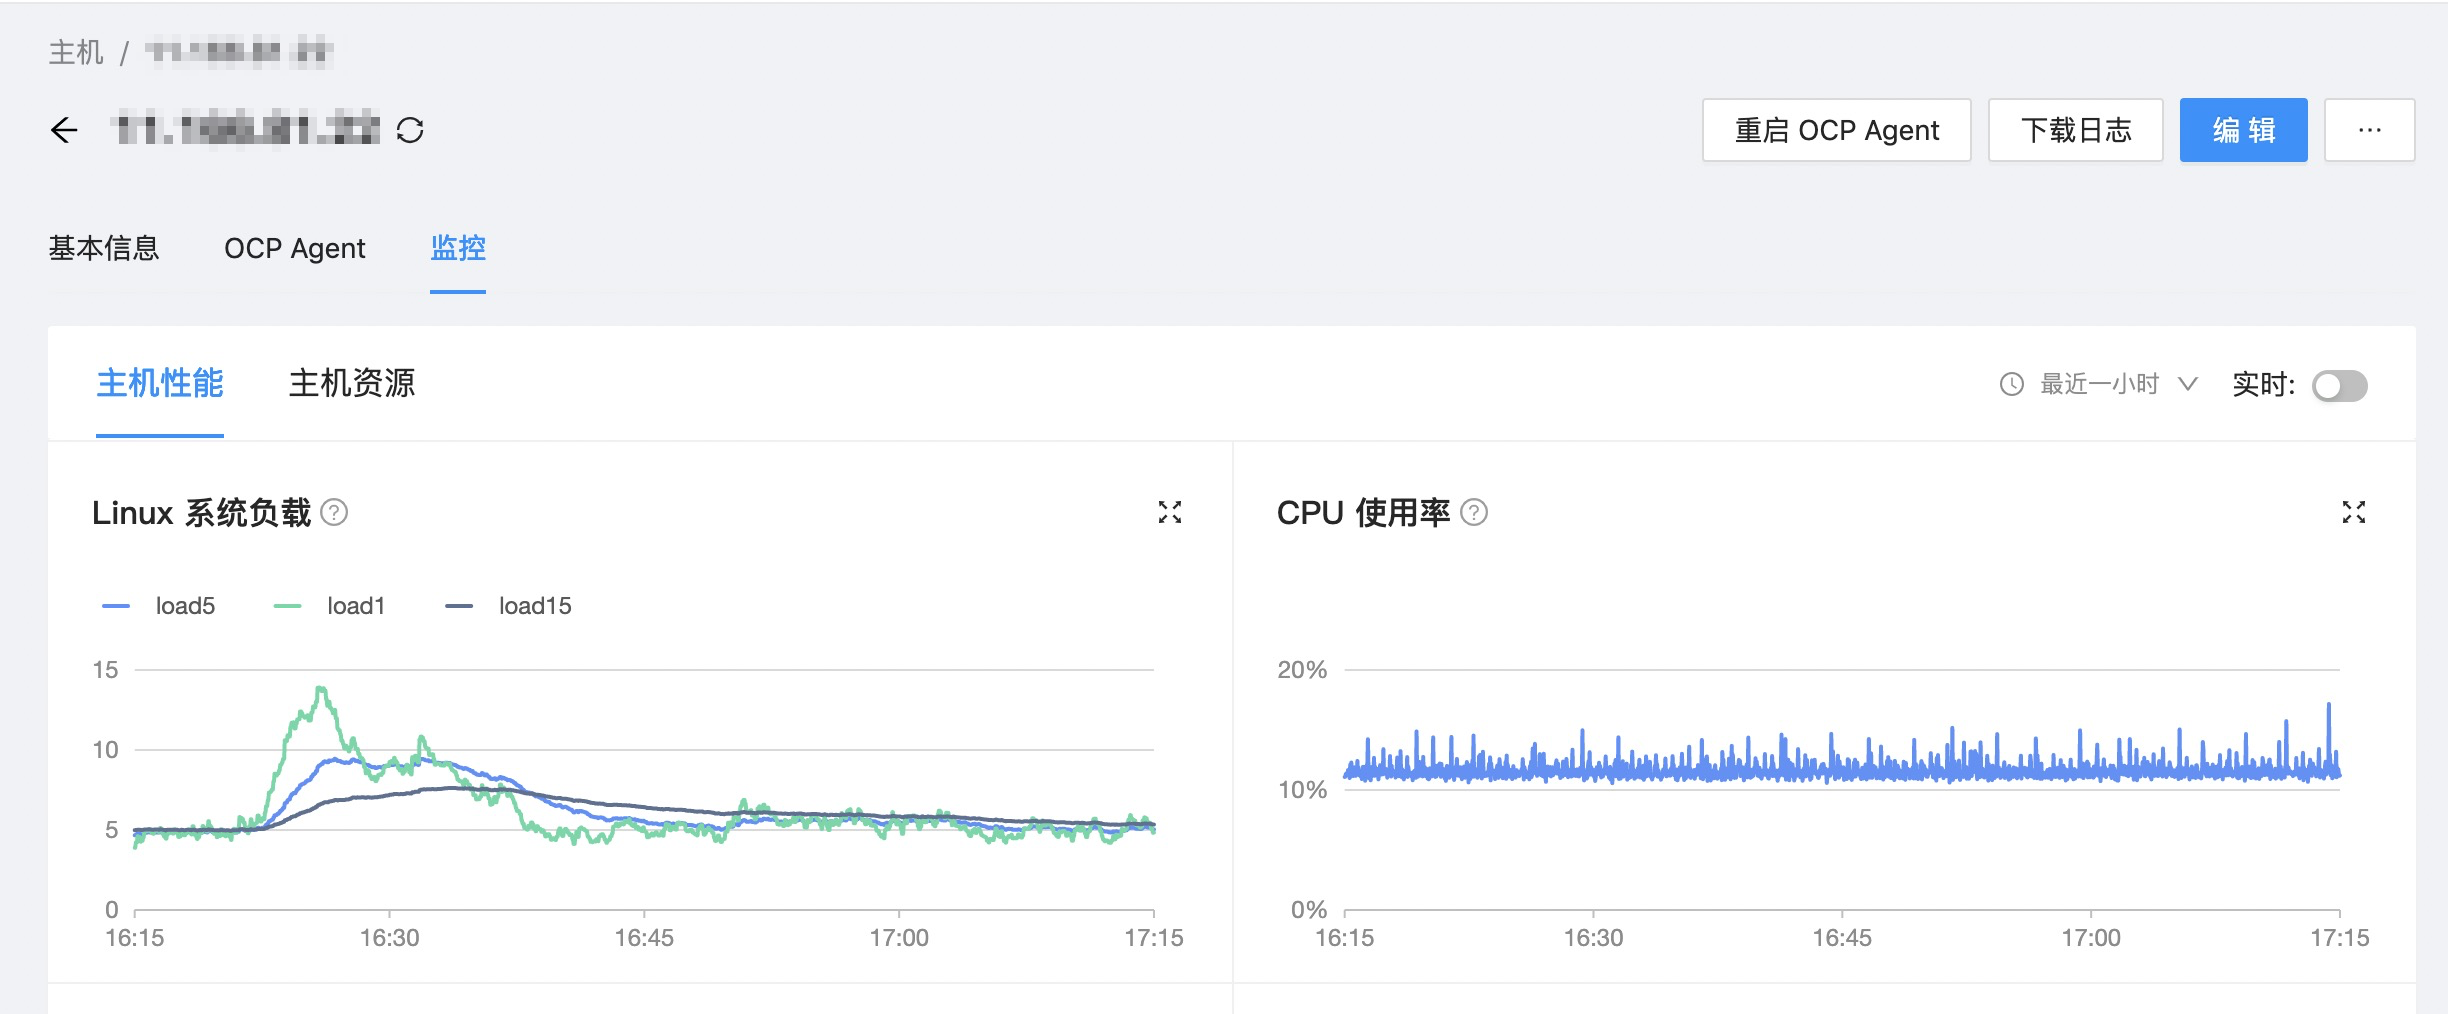 主机 /
重启 OCP Agent 下载日志 编 辑 ...
基本信息 OCP Agent 监控
主机性能 主机资源 最近一小时 实时:
Linux 系统负载 ?
load5 load1 load15
15
10
5
0
16:15 16:30 16:45 17:00 17:15
CPU 使用率 ?
20%
10%
0%
16:15 16:30 16:45 17:00 17:15